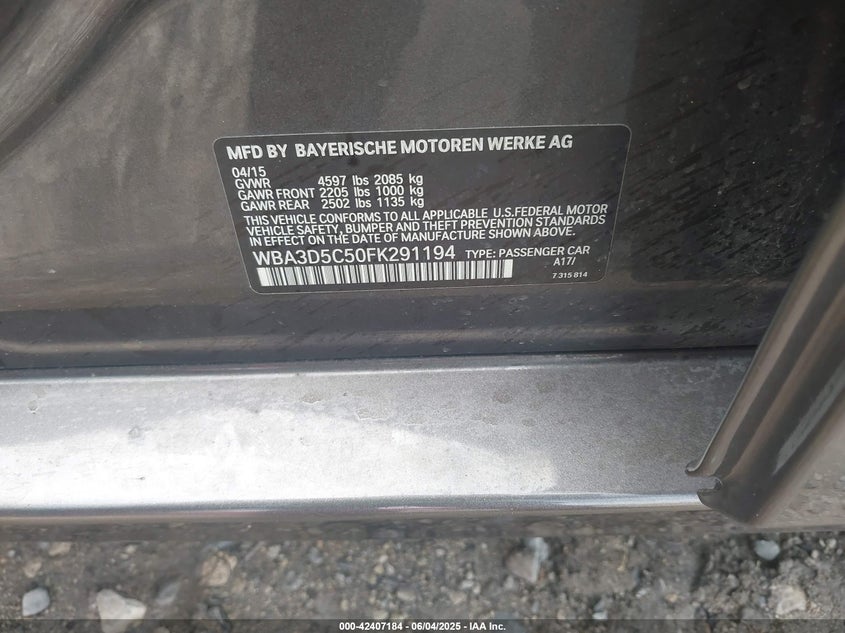 MFD BY BAYERISCHE MOTOREN WERKE AG
04/15
GVWR 4597 lbs 2085 kg
GAWR FRONT 2205 lbs 1000 kg
GAWR REAR 2502 lbs 1135 kg
THIS VEHICLE CONFORMS TO ALL APPLICABLE U.S.FEDERAL MOTOR
VEHICLE SAFETY, BUMPER, AND THEFT PREVENTION STANDARDS
IN EFFECT ON THE DATE OF MANUFACTURE SHOWN ABOVE.
WBA3D5C50FK291194 TYPE: PASSENGER CAR
A17/
7 315 814
000-42407184 - 06/04/2025 - IAA Inc.